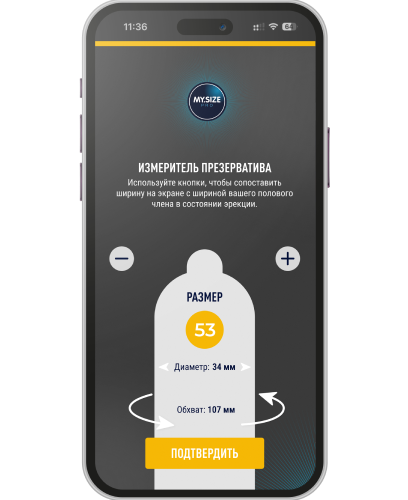 11:36
64
MY.SIZE
PRO
ИЗМЕРИТЕЛЬ ПРЕЗЕРВАТИВА
Используйте кнопки, чтобы сопоставить
ширину на экране с шириной вашего полового
члена в состоянии эрекции.
РАЗМЕР
53
Диаметр: 34 мм
Обхват: 107 мм
ПОДТВЕРДИТЬ